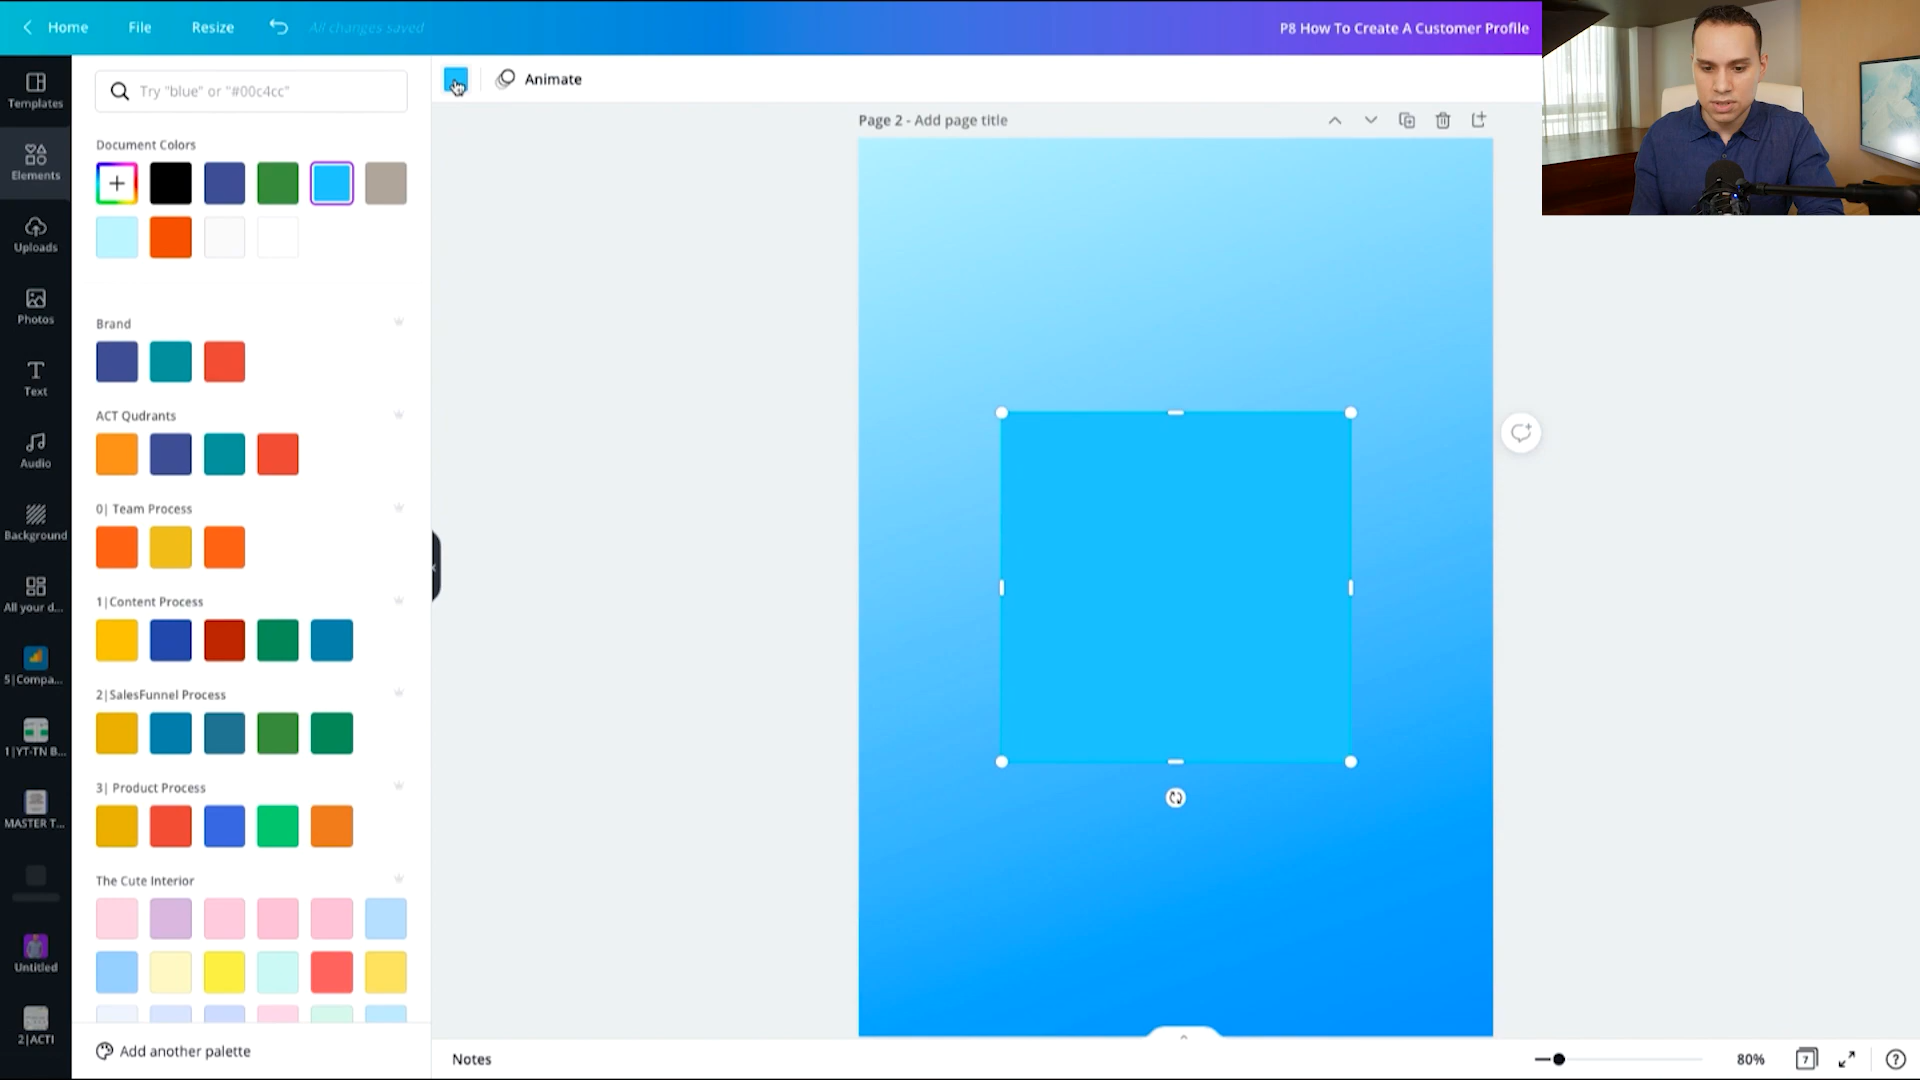 Home
File
Resize
All changes saved
P8 How To Create A Customer Profile
Templates
Elements
Uploads
Photos
Text
Audio
Background
All your d...
5|Compa...
1|YT-TN B...
MASTER T...
Untitled
2|ACTI
Try "blue" or "#00c4cc"
Document Colors
Brand
ACT Qudrants
0| Team Process
1|Content Process
2|SalesFunnel Process
3| Product Process
The Cute Interior
Add another palette
Animate
Page 2 - Add page title
Notes
80%
7
?